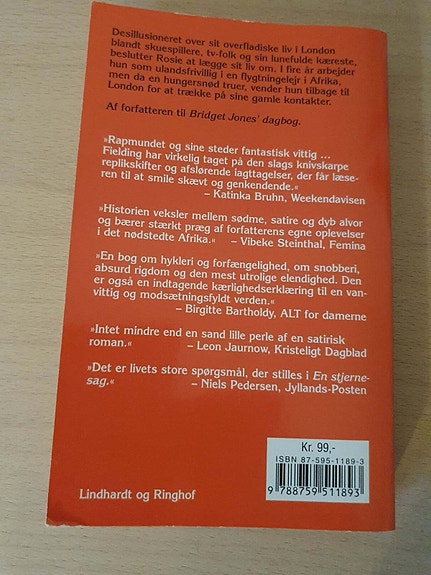 Desillusioneret over sit overfladiske liv i London
blandt skuespillere, tv-folk og sin lunefulde kæreste,
beslutter Rosie at lægge sit liv om. I fire år arbejder
hun som ulandsfrivillig i en flygtningelejr i Afrika,
men da en hungersnød truer, vender hun tilbage til
London for at trække på sine gamle kontakter.
Af forfatteren til Bridget Jones' dagbog.
»Rapmundet og sine steder fantastisk vittig ...
Fielding har virkelig taget på den slags knivskarpe
replikskifter og afslørende iagttagelser, der får læse-
ren til at smile skævt og genkendende.«
– Katinka Bruhn, Weekendavisen
»Historien veksler mellem sødme, satire og dyb alvor
og bærer stærkt præg af forfatterens egne oplevelser
i det nødstedte Afrika.« – Vibeke Steinthal, Femina
»En bog om hykleri og forfængelighed, om snobberi,
absurd rigdom og den mest utrolige elendighed. Den
er også en indtagende kærlighedserklæring til en van-
vittig og modsætningsfyldt verden.«
– Birgitte Bartholdy, ALT for damerne
»Intet mindre end en sand lille perle af en satirisk
roman.« – Leon Jaurnow, Kristeligt Dagblad
»Det er livets store spørgsmål, der stilles i En stjerne-
sag.« – Niels Pedersen, Jyllands-Posten
Kr. 99,-
ISBN 87-595-1189-3
9 788759 511893
Lindhardt og Ringhof